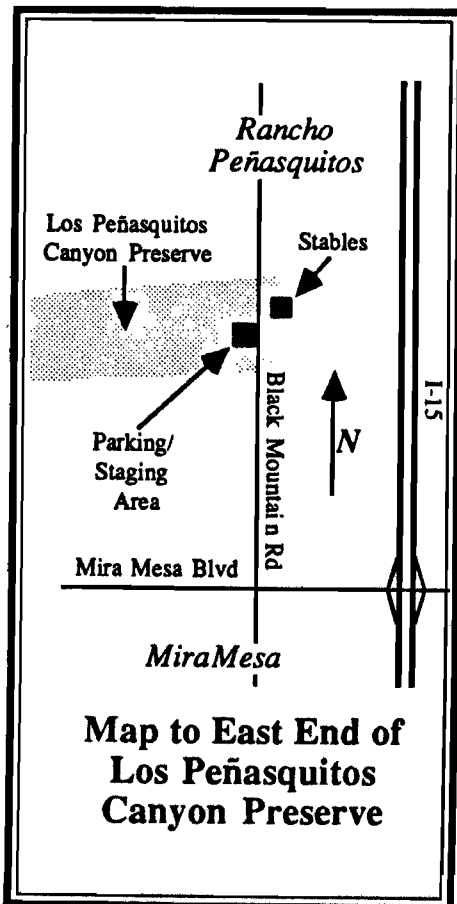 Rancho
Peñasquitos
Los Peñasquitos
Canyon Preserve
Stables
Parking/
Staging
Area
Black Mountain Rd
N
I-15
Mira Mesa Blvd
MiraMesa
Map to East End of
Los Peñasquitos
Canyon Preserve